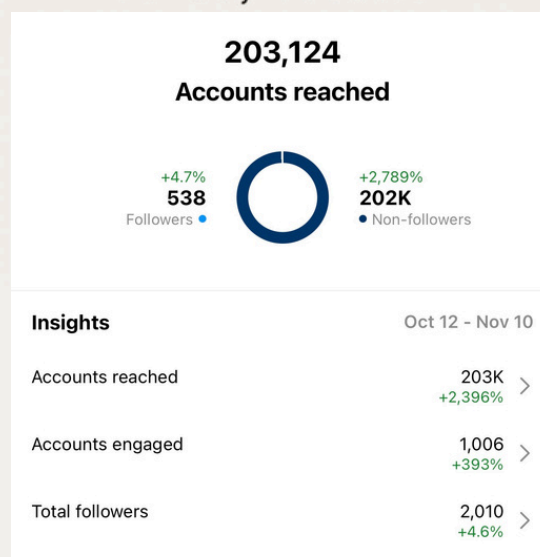 203,124
Accounts reached
+4.7%
538
Followers
+2,789%
202K
Non-followers
Insights Oct 12 - Nov 10
Accounts reached 203K
+2,396%
Accounts engaged 1,006
+393%
Total followers 2,010
+4.6%